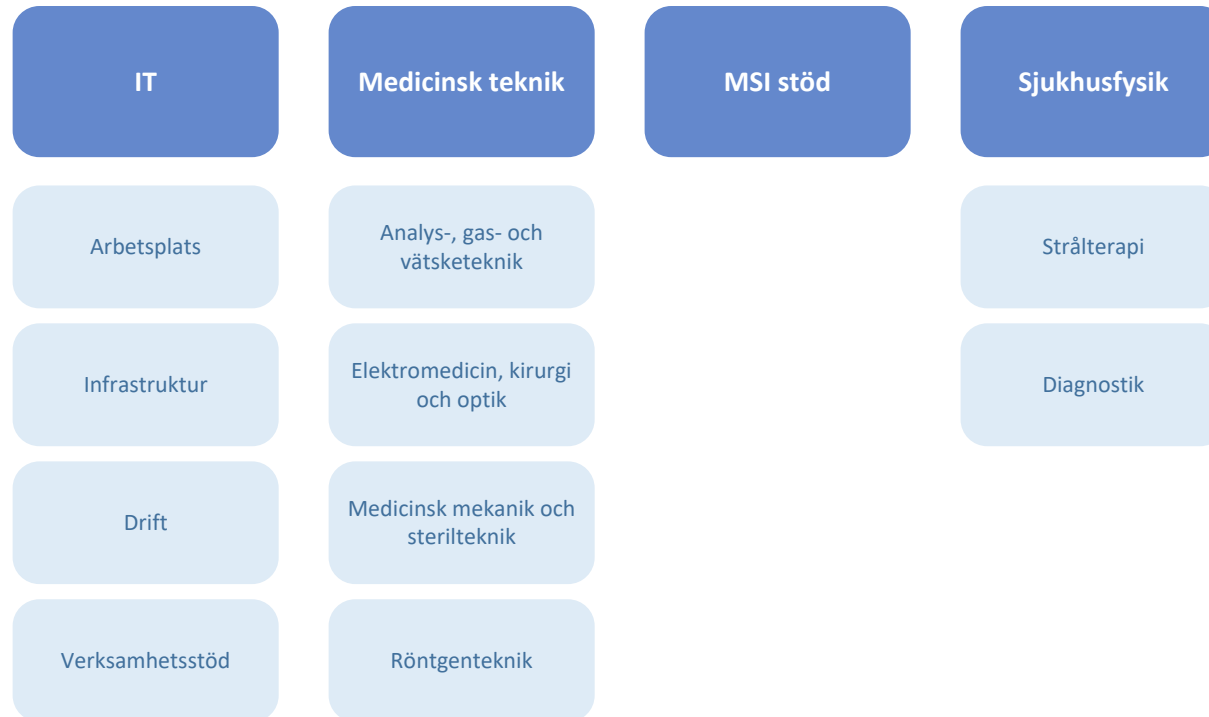 IT
Medicinsk teknik
MSI stöd
Sjukhusfysik
Arbetsplats
Analys-, gas- och
vätsketeknik
Strålterapi
Infrastruktur
Elektromedicin, kirurgi
och optik
Diagnostik
Drift
Medicinsk mekanik och
sterilteknik
Verksamhetsstöd
Röntgenteknik